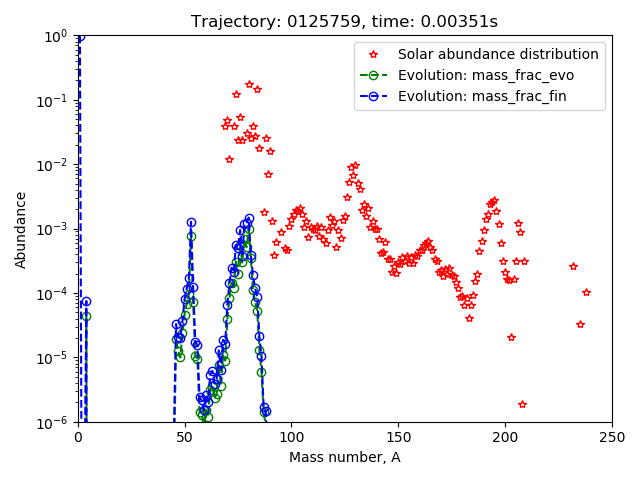 Trajectory: 0125759, time: 0.00351s
Solar abundance distribution
Evolution: mass_frac_evo
Evolution: mass_frac_fin
Abundance
10^0
10^-1
10^-2
10^-3
10^-4
10^-5
10^-6
0 50 100 150 200 250
Mass number, A